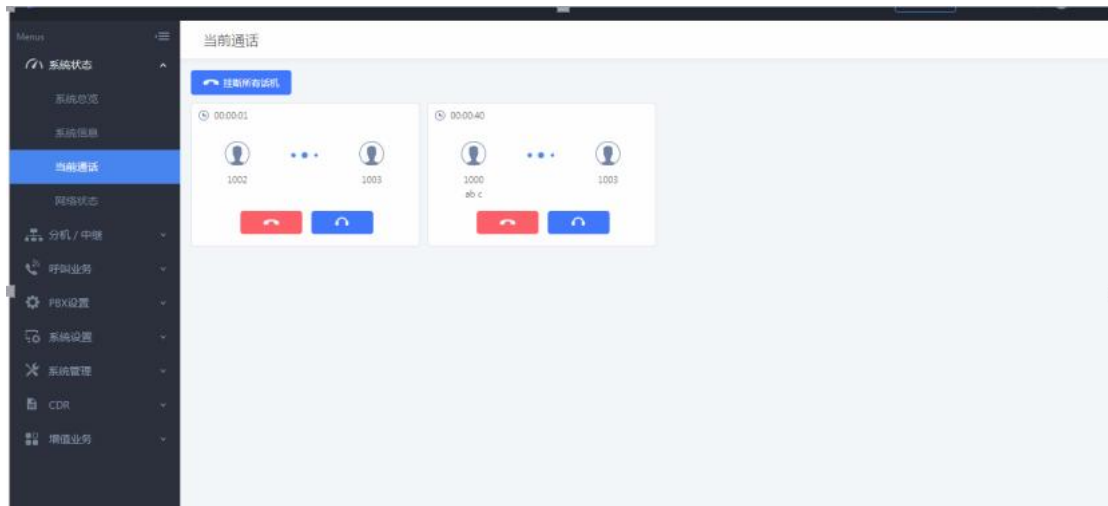 Menus
系统状态
系统总览
系统信息
当前通话
网络状态
分机 / 中继
呼叫业务
PBX设置
系统设置
系统管理
CDR
增值业务
当前通话
挂断所有话机
00:00:01
1002
1003
00:00:40
1000
ab c
1003